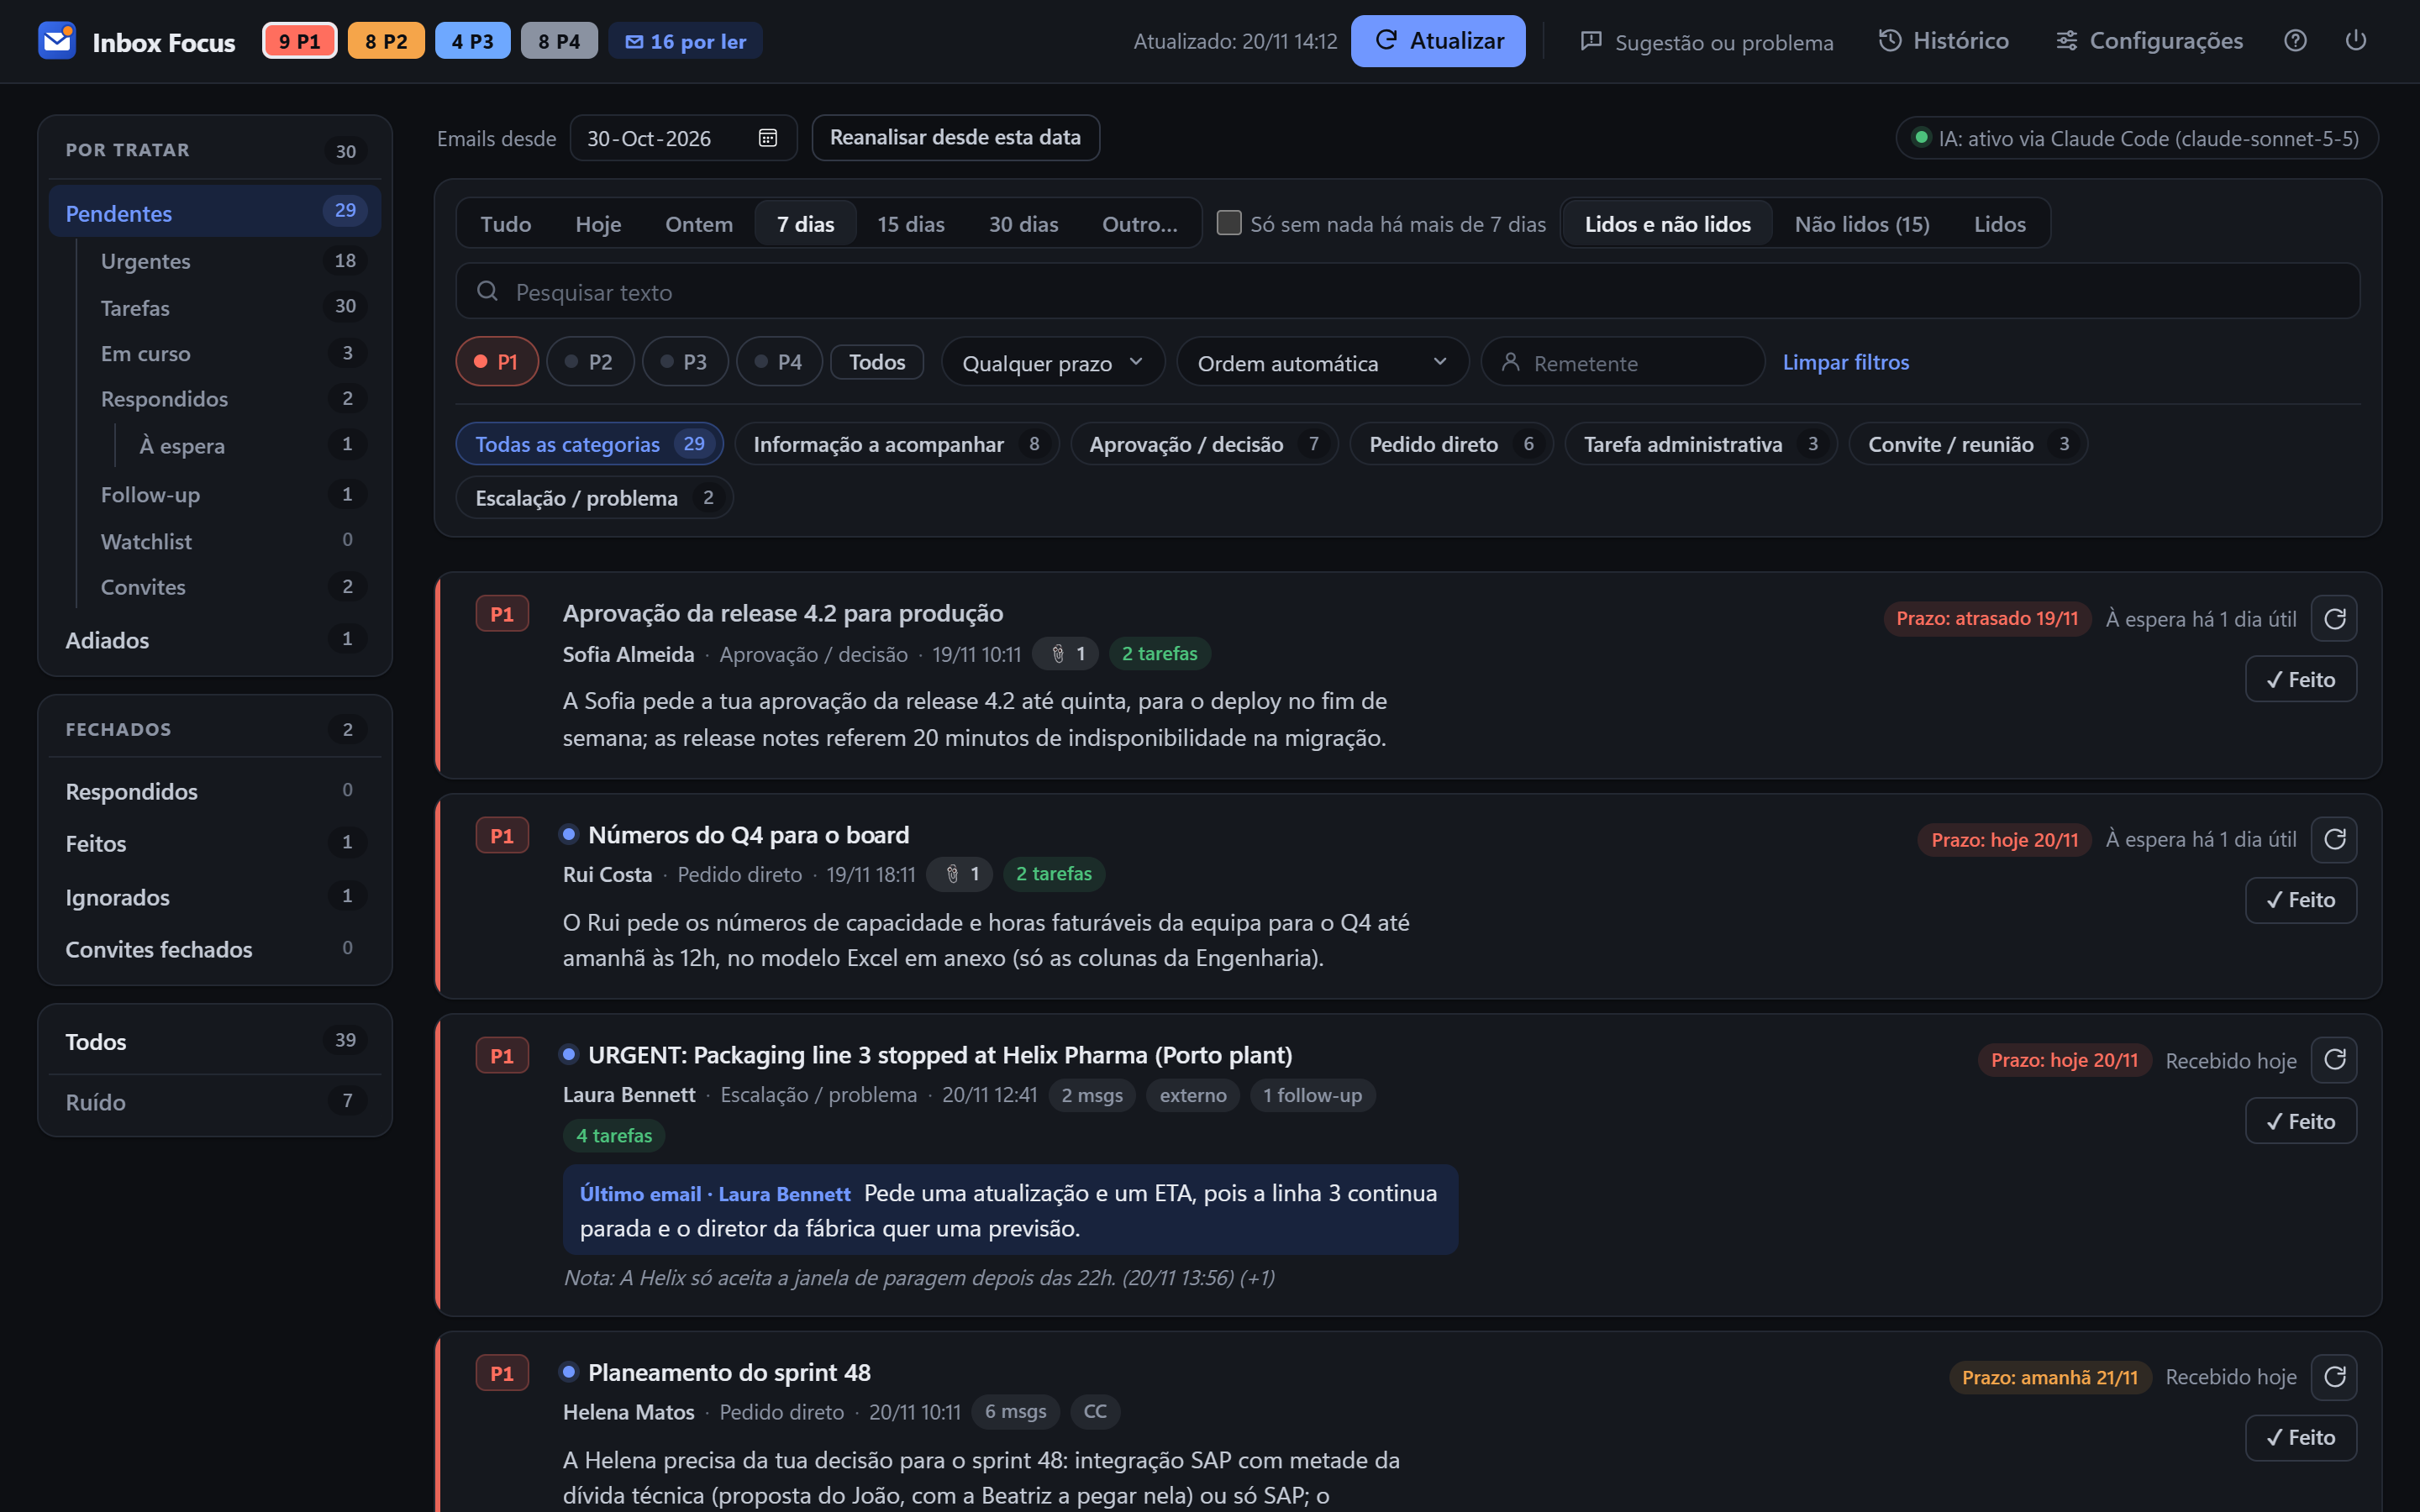 Inbox Focus 9 P1 8 P2 4 P3 8 P4 16 por ler Atualizado: 20/11 14:12 Atualizar Sugestão ou problema Histórico Configurações
POR TRATAR 30
Pendentes 29
Urgentes 18
Tarefas 30
Em curso 3
Respondidos 2
À espera 1
Follow-up 1
Watchlist 0
Convites 2
Adiados 1
FECHADOS 2
Respondidos 0
Feitos 1
Ignorados 1
Convites fechados 0
Todos 39
Ruído 7
Emails desde 30-Oct-2026 Reanalisar desde esta data IA: ativo via Claude Code (claude-sonnet-5-5)
Tudo Hoje Ontem 7 dias 15 dias 30 dias Outro... Só sem nada há mais de 7 dias Lidos e não lidos Não lidos (15) Lidos
Pesquisar texto
P1 P2 P3 P4 Todos Qualquer prazo Ordem automática Remetente Limpar filtros
Todas as categorias 29 Informação a acompanhar 8 Aprovação / decisão 7 Pedido direto 6 Tarefa administrativa 3 Convite / reunião 3
Escalação / problema 2
P1 Aprovação da release 4.2 para produção Prazo: atrasado 19/11 À espera há 1 dia útil
Sofia Almeida · Aprovação / decisão · 19/11 10:11 1 2 tarefas
✓ Feito
A Sofia pede a tua aprovação da release 4.2 até quinta, para o deploy no fim de
semana; as release notes referem 20 minutos de indisponibilidade na migração.
P1 Números do Q4 para o board Prazo: hoje 20/11 À espera há 1 dia útil
Rui Costa · Pedido direto · 19/11 18:11 1 2 tarefas
✓ Feito
O Rui pede os números de capacidade e horas faturáveis da equipa para o Q4 até
amanhã às 12h, no modelo Excel em anexo (só as colunas da Engenharia).
P1 URGENT: Packaging line 3 stopped at Helix Pharma (Porto plant) Prazo: hoje 20/11 Recebido hoje
Laura Bennett · Escalação / problema · 20/11 12:41 2 msgs externo 1 follow-up
✓ Feito
4 tarefas
Último email · Laura Bennett Pede uma atualização e um ETA, pois a linha 3 continua
parada e o diretor da fábrica quer uma previsão.
Nota: A Helix só aceita a janela de paragem depois das 22h. (20/11 13:56) (+1)
P1 Planeamento do sprint 48 Prazo: amanhã 21/11 Recebido hoje
Helena Matos · Pedido direto · 20/11 10:11 6 msgs CC
✓ Feito
A Helena precisa da tua decisão para o sprint 48: integração SAP com metade da
dívida técnica (proposta do João, com a Beatriz a pegar nela) ou só SAP; o